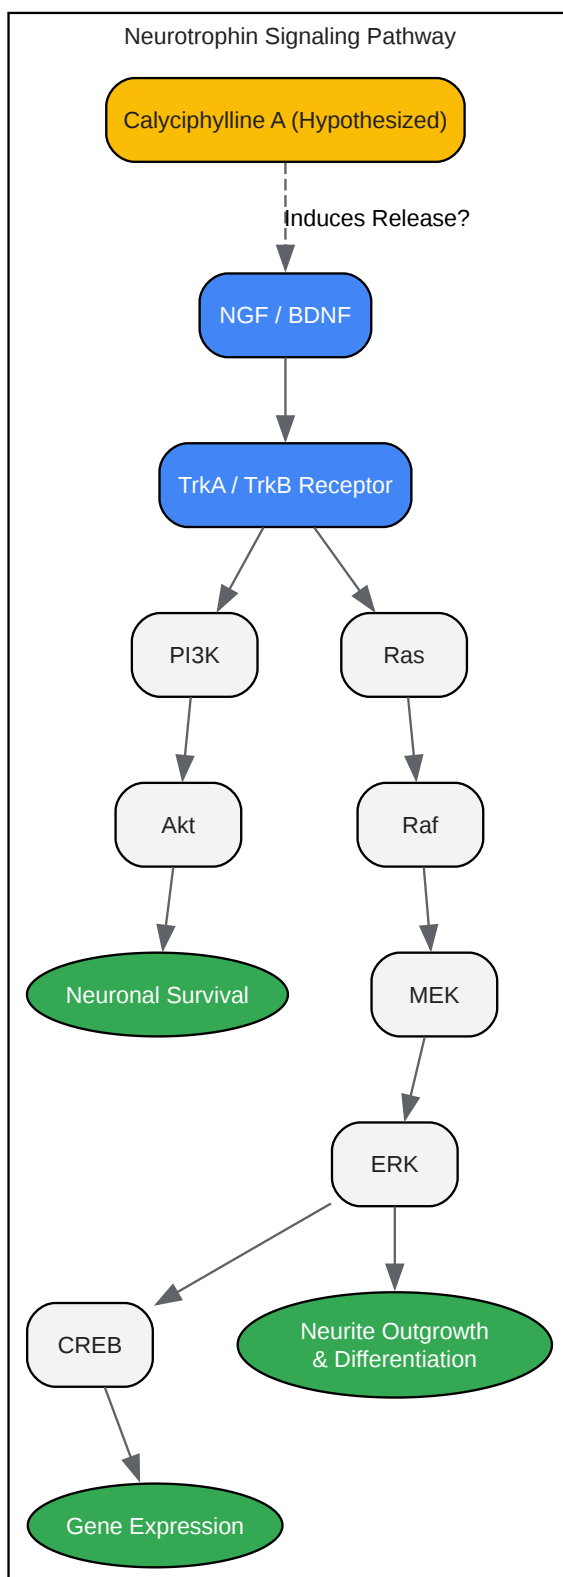 Neurotrophin Signaling Pathway
Calyciphylline A (Hypothesized)
Induces Release?
NGF / BDNF
TrkA / TrkB Receptor
PI3K
Ras
Akt
Raf
Neuronal Survival
MEK
ERK
CREB
Neurite Outgrowth
& Differentiation
Gene Expression